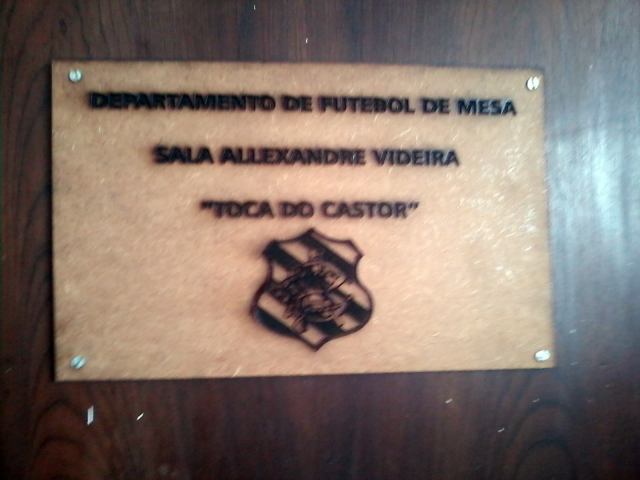 DEPARTAMENTO DE FUTEBOL DE MESA
SALA ALLEXANDRE VIDEIRA
"TOCA DO CASTOR"